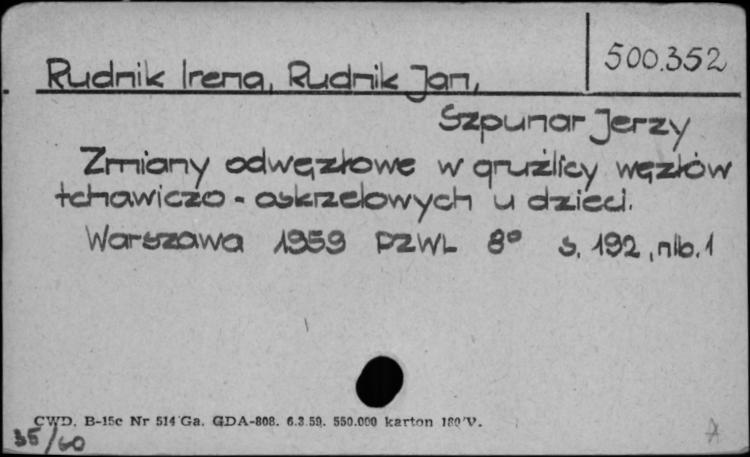 500.352
Rudnik Irena, Rudnik Jan,
Szpunar Jerzy
Zmiany odwęzłowe w gruźlicy węzłów
tchawiczo-oskrzelowych u dzieci.
Warszawa 1959 PZWL 8° s. 192, nlb. 1
CWD. B-15c Nr 514 Ga. GDA-808. 6.3.59. 550.000 karton 180 V.
35/60
A